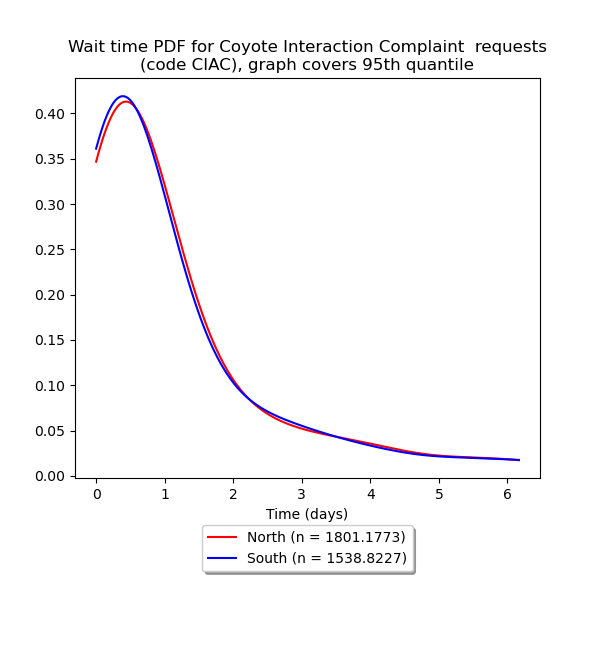 Wait time PDF for Coyote Interaction Complaint  requests
(code CIAC), graph covers 95th quantile
0.40
0.35
0.30
0.25
0.20
0.15
0.10
0.05
0.00
0 1 2 3 4 5 6
Time (days)
North (n = 1801.1773)
South (n = 1538.8227)